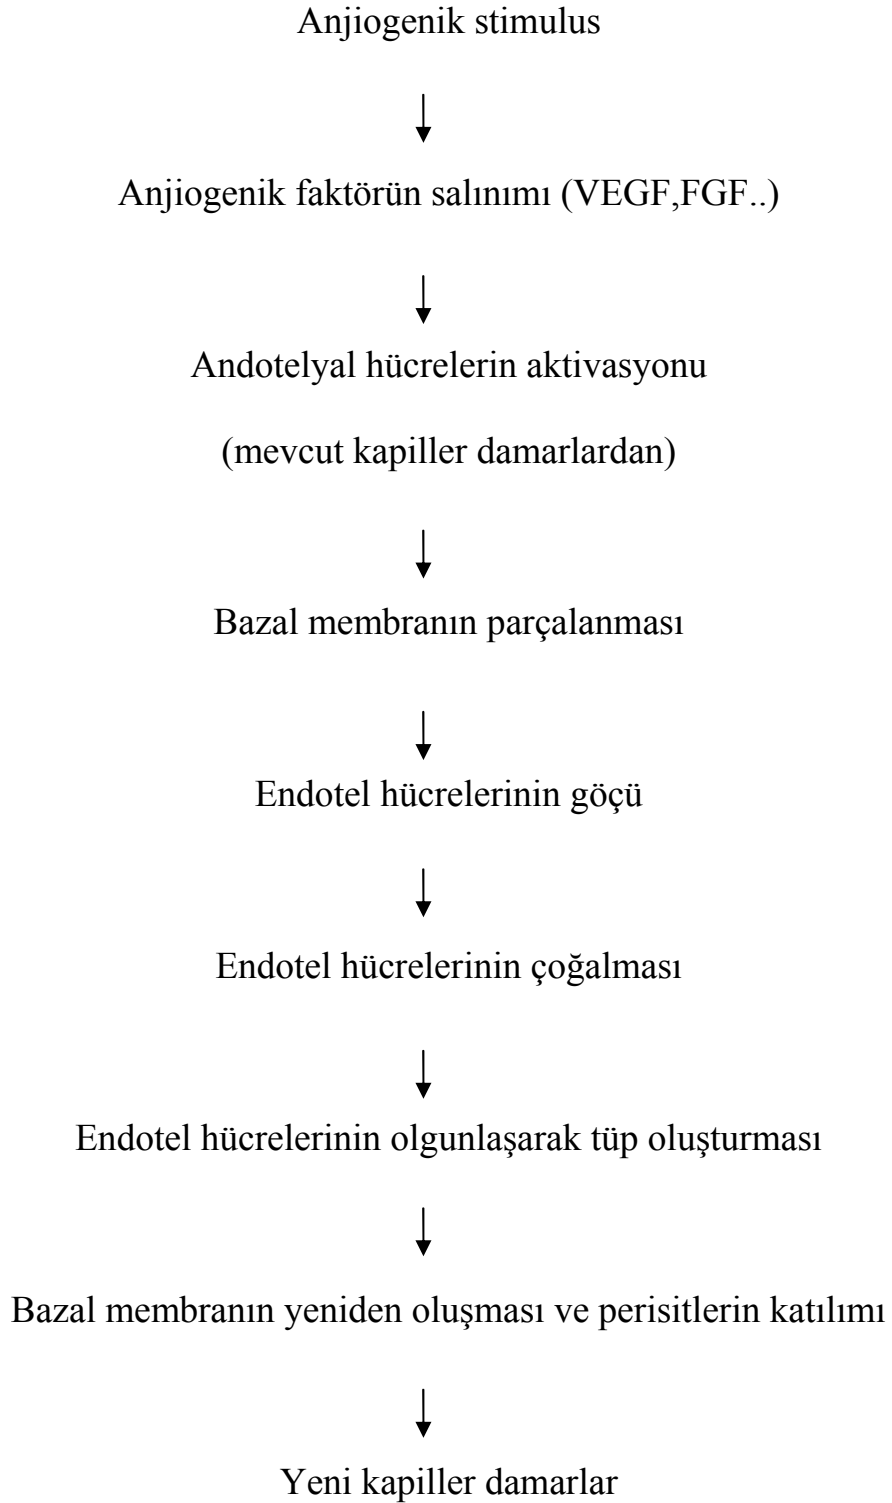 Anjiogenik stimulus
Anjiogenik faktörün salınımı (VEGF,FGF..)
Andotelyal hücrelerin aktivasyonu
(mevcut kapiller damarlardan)
Bazal membranın parçalanması
Endotel hücrelerinin göçü
Endotel hücrelerinin çoğalması
Endotel hücrelerinin olgunlaşarak tüp oluşturması
Bazal membranın yeniden oluşması ve perisitlerin katılımı
Yeni kapiller damarlar